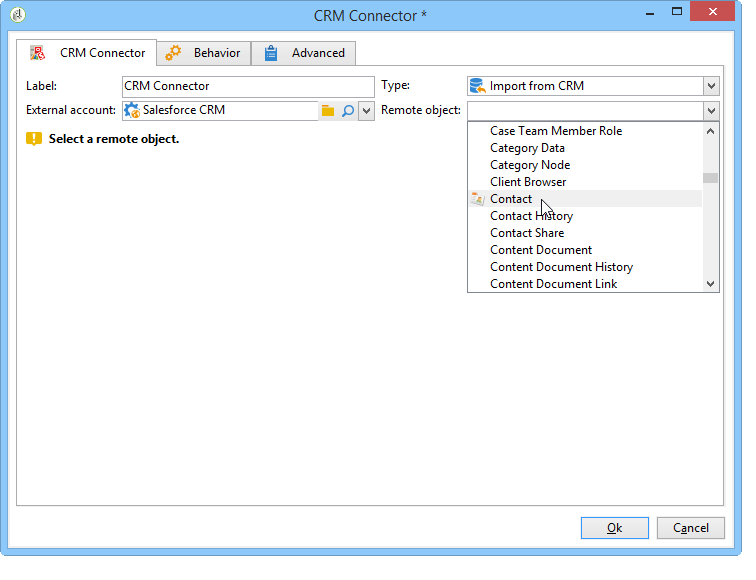 CRM Connector *
CRM Connector Behavior Advanced
Label: CRM Connector Type: Import from CRM
External account: Salesforce CRM Remote object:
Select a remote object.
Case Team Member Role
Category Data
Category Node
Client Browser
Contact
Contact History
Contact Share
Content Document
Content Document History
Content Document Link
Ok Cancel